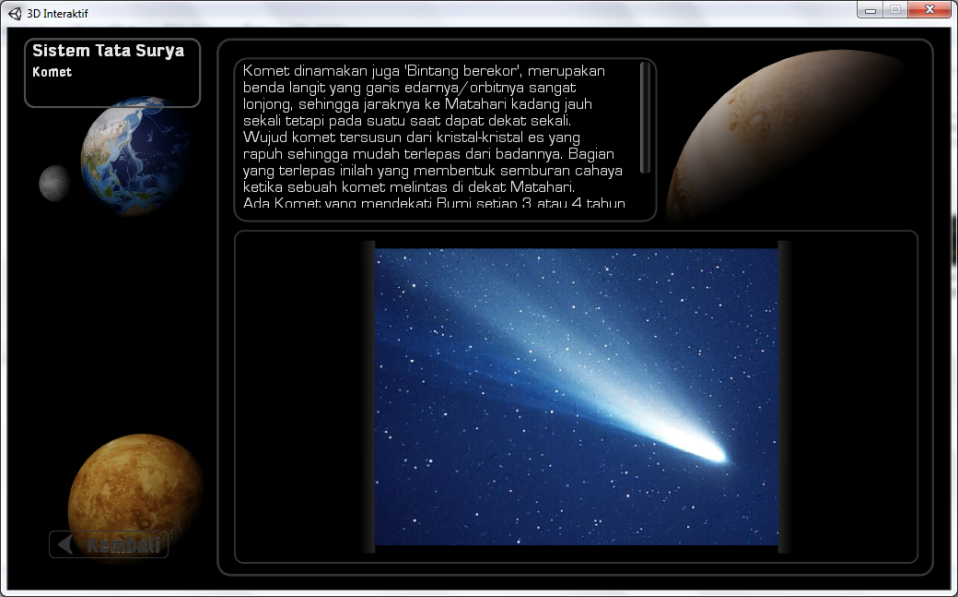 3D Interaktif
Sistem Tata Surya
Komet
Komet dinamakan juga 'Bintang berekor', merupakan
benda langit yang garis edarnya/orbitnya sangat
lonjong, sehingga jaraknya ke Matahari kadang jauh
sekali tetapi pada suatu saat dapat dekat sekali.
Wujud komet tersusun dari kristal-kristal es yang
rapuh sehingga mudah terlepas dari badannya. Bagian
yang terlepas inilah yang membentuk semburan cahaya
ketika sebuah komet melintas di dekat Matahari.
Ada Komet yang mendekati Bumi setiap 3 atau 4 tahun
Kembali